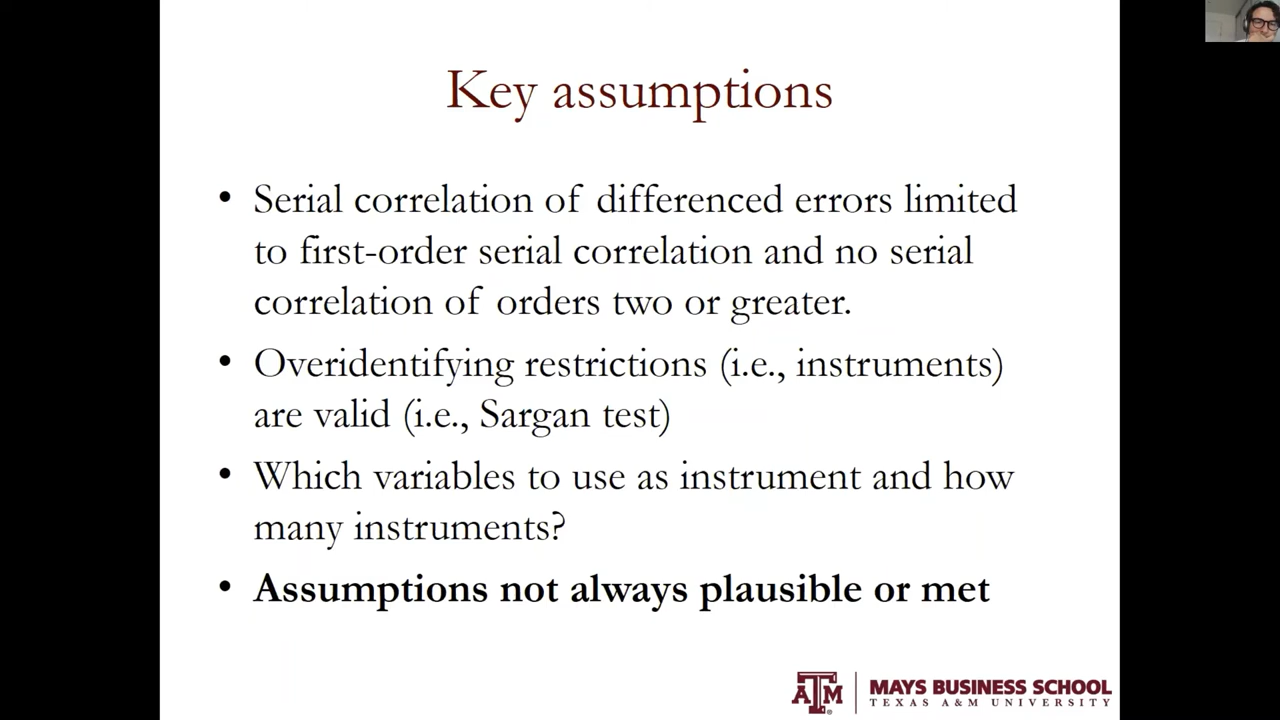 Key assumptions
• Serial correlation of differenced errors limited
to first-order serial correlation and no serial
correlation of orders two or greater.
• Overidentifying restrictions (i.e., instruments)
are valid (i.e., Sargan test)
• Which variables to use as instrument and how
many instruments?
• Assumptions not always plausible or met
ATM
MAYS BUSINESS SCHOOL
TEXAS A&M UNIVERSITY